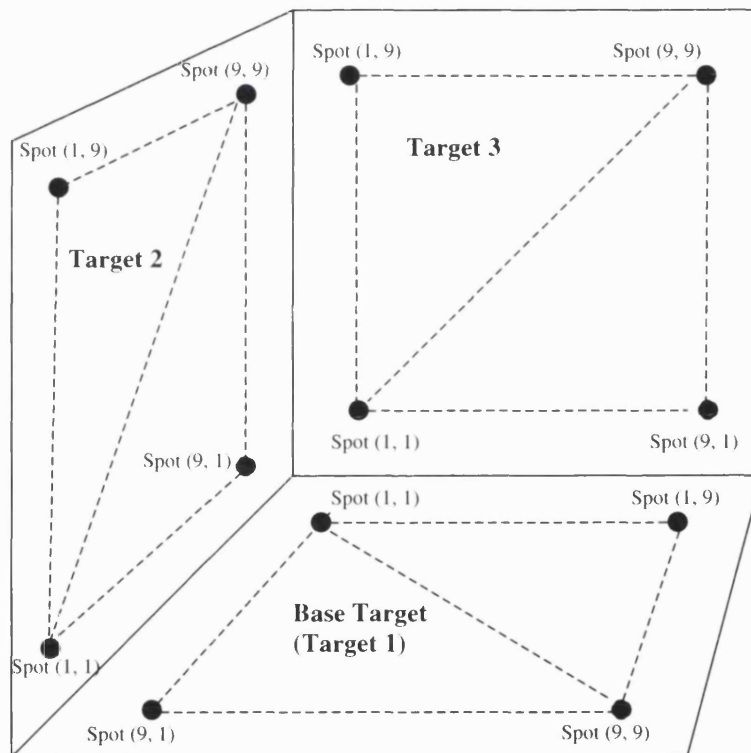 Spot (9, 9)
Spot (1, 9)
Target 2
Spot (9, 1)
Spot (1, 1)
Spot (1, 9)
Spot (9, 9)
Target 3
Spot (1, 1)
Spot (9, 1)
Spot (1, 1)
Spot (1, 9)
Base Target
(Target 1)
Spot (9, 1)
Spot (9, 9)